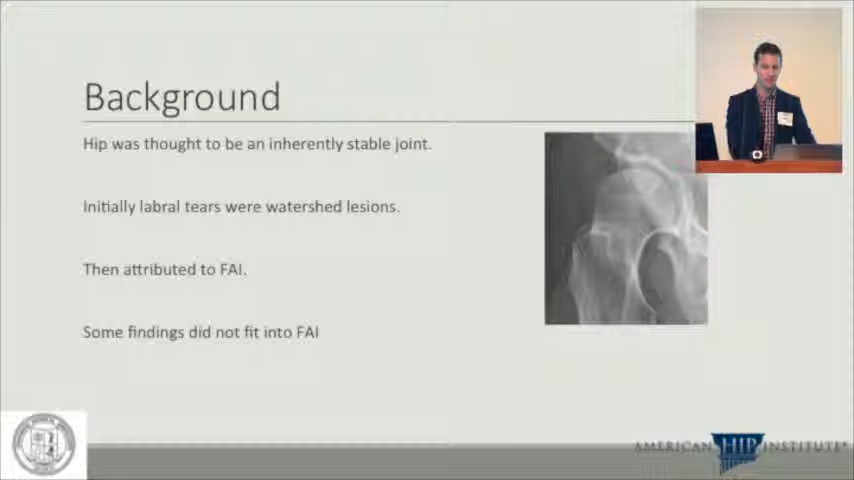 Background
Hip was thought to be an inherently stable joint.
Initially labral tears were watershed lesions.
Then attributed to FAI.
Some findings did not fit into FAI
AMERICAN HIP INSTITUTE